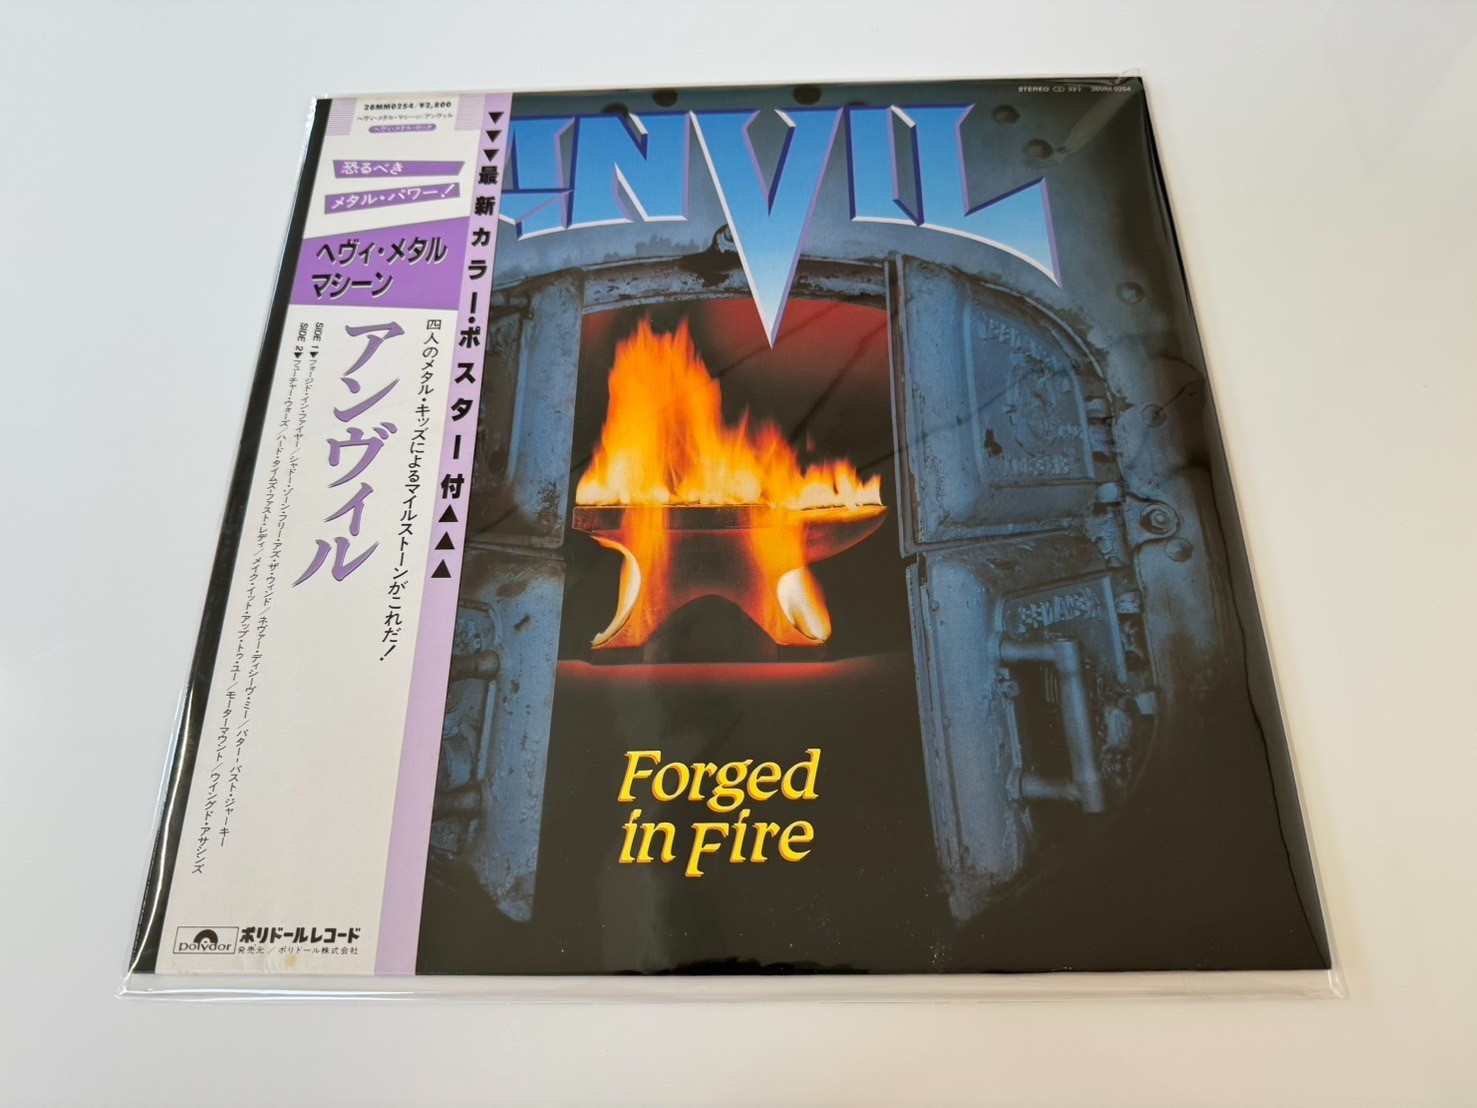 28MM0254/¥2,800
ヘヴィ・メタル・マシーン/アンヴィル
ヘヴィ・メタル・ロック
恐るべき
メタル・パワー!
ヘヴィ・メタル
マシーン
▼▼▼最新カラー・ポスター付▲▲▲
四人のメタル・キッズによるマイルストーンがこれだ!
アンヴィル
SIDE 1▶フォージド・イン・ファイヤー/シャドー・ゾーン/フリー・アズ・ザ・ウィンド/ネヴァー・ディシーヴ・ミー/バター・バスト・ジャーキー
SIDE 2▶フューチャー・ウォーズ/ハード・タイムズ・ファスト・レディ/メイク・イット・アップ・トゥ・ユー/モーターマウント/ウイングド・アサシンズ
polydor
ポリドールレコード
発売元/ポリドール株式会社
STEREO 28MM 0254
ANVIL
Forged
in Fire